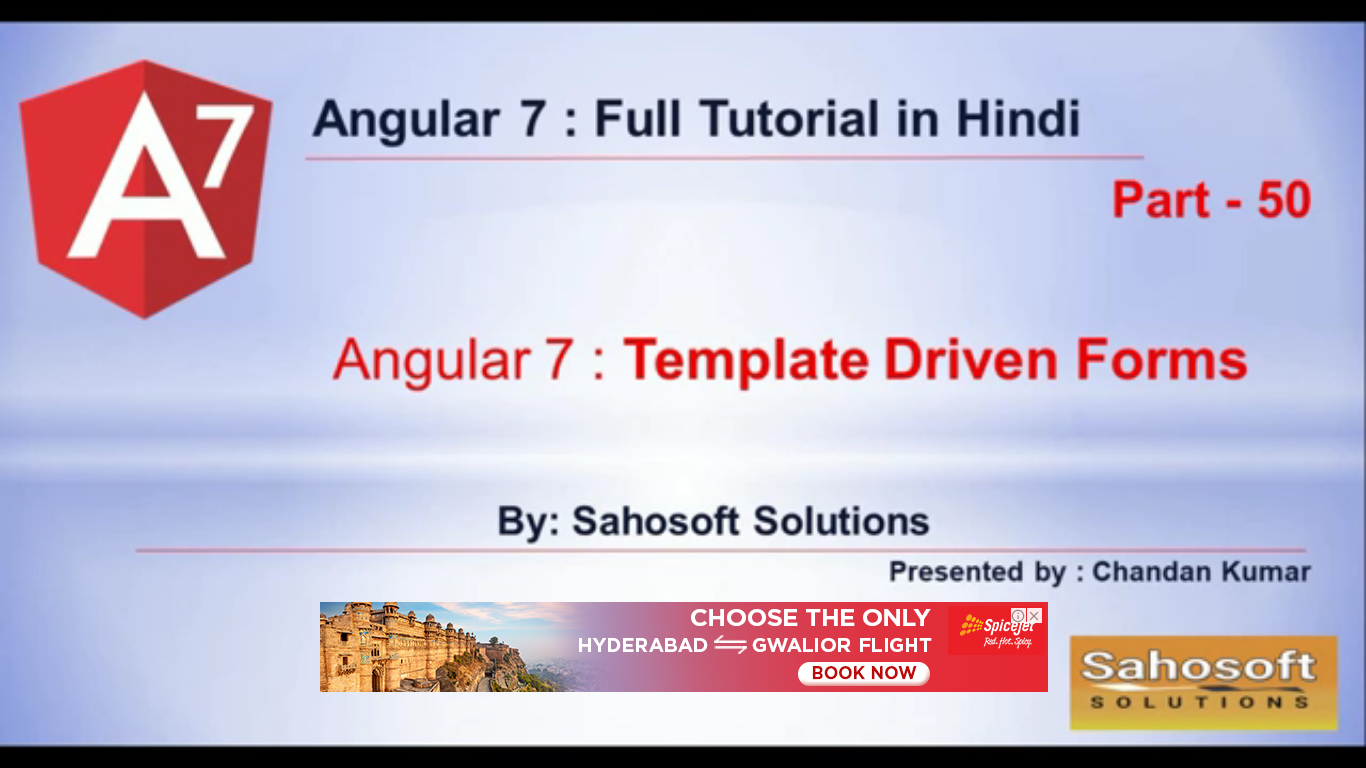 A7
Angular 7 : Full Tutorial in Hindi
Part - 50
Angular 7 : Template Driven Forms
By: Sahosoft Solutions
Presented by : Chandan Kumar
CHOOSE THE ONLY
HYDERABAD GWALIOR FLIGHT
BOOK NOW
SpiceJet
Red. Hot. Spicy.
Sahosoft
SOLUTIONS